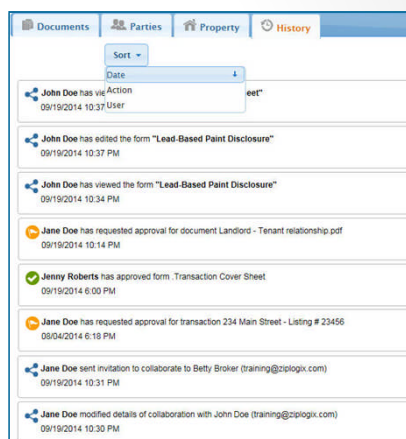 Documents Parties Property History
Sort
Date
Action
User
John Doe has vie eet"
09/19/2014 10:37
John Doe has edited the form "Lead-Based Paint Disclosure"
09/19/2014 10:37 PM
John Doe has viewed the form "Lead-Based Paint Disclosure"
09/19/2014 10:34 PM
Jane Doe has requested approval for document Landlord - Tenant relationship.pdf
09/19/2014 10:14 PM
Jenny Roberts has approved form .Transaction Cover Sheet
09/19/2014 6:00 PM
Jane Doe has requested approval for transaction 234 Main Street - Listing # 23456
08/04/2014 6:18 PM
Jane Doe sent invitation to collaborate to Betty Broker (training@ziplogix.com)
09/19/2014 10:31 PM
Jane Doe modified details of collaboration with John Doe (training@ziplogix.com)
09/19/2014 10:30 PM